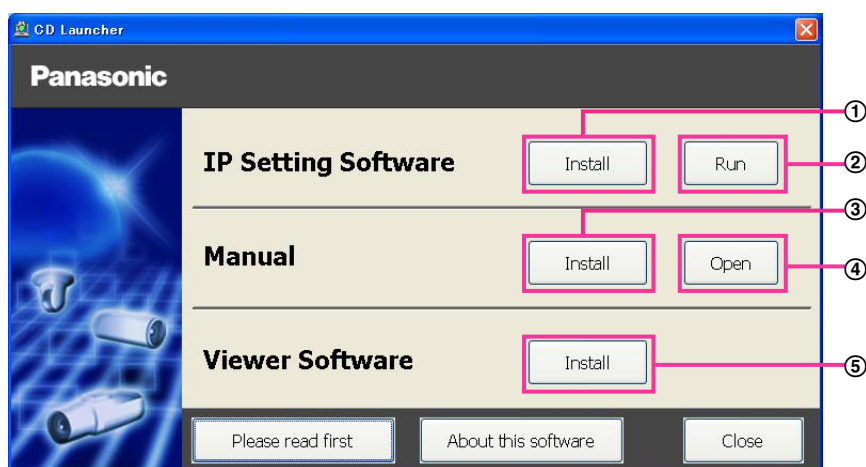 CD Launcher
Panasonic
①
IP Setting Software Install Run
②
③
Manual Install Open
④
Viewer Software Install
⑤
Please read first About this software Close